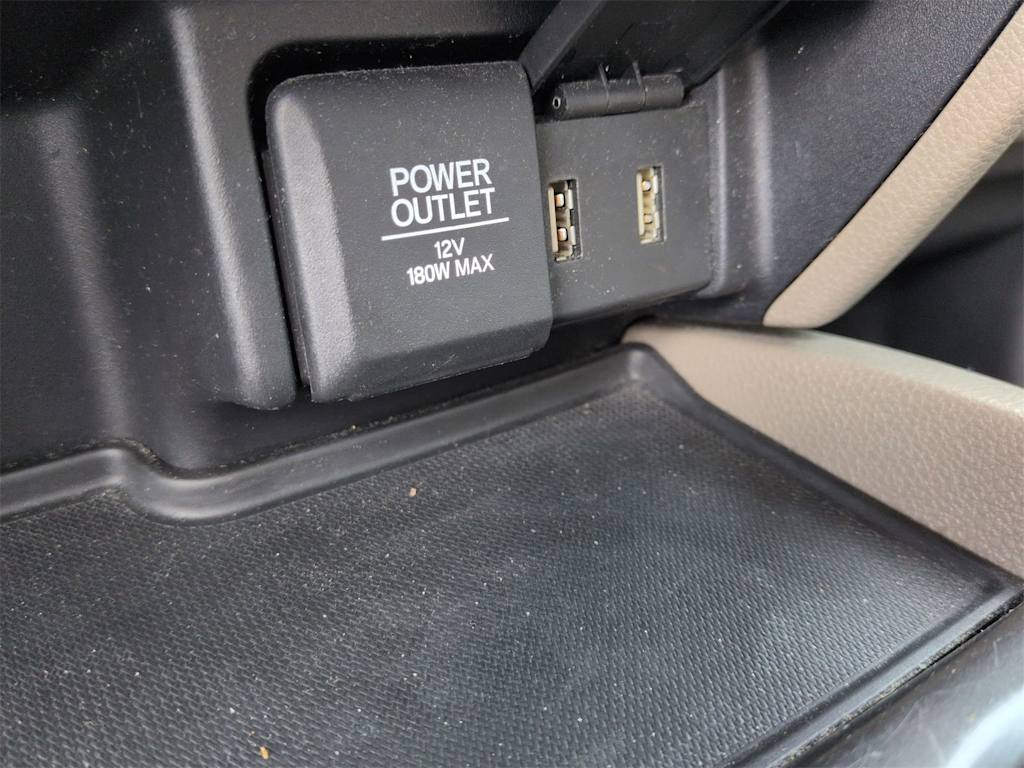 POWER
OUTLET
12V
180W MAX